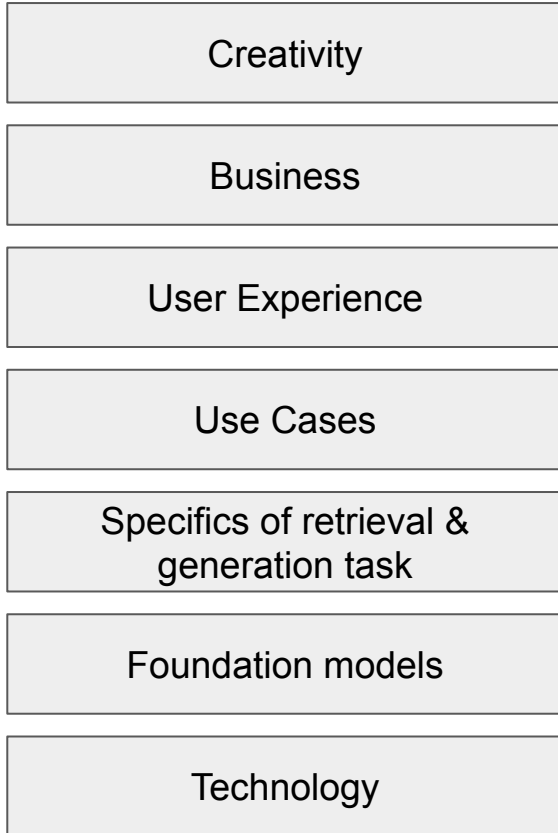 Creativity
Business
User Experience
Use Cases
Specifics of retrieval &
generation task
Foundation models
Technology